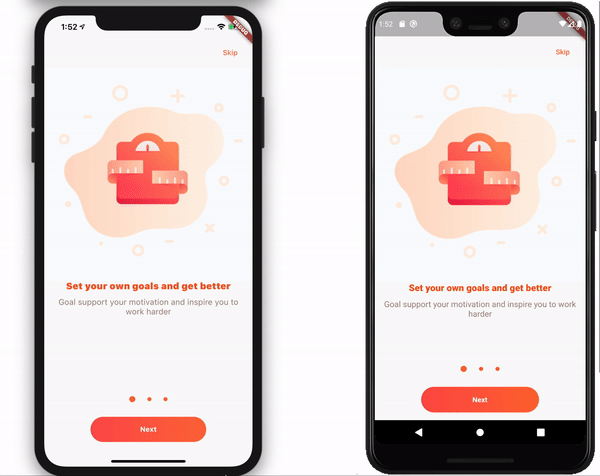 1:52
Skip
Set your own goals and get better
Goal support your motivation and inspire you to
work harder
Next
1:52
Skip
Set your own goals and get better
Goal support your motivation and inspire you to work
harder
Next